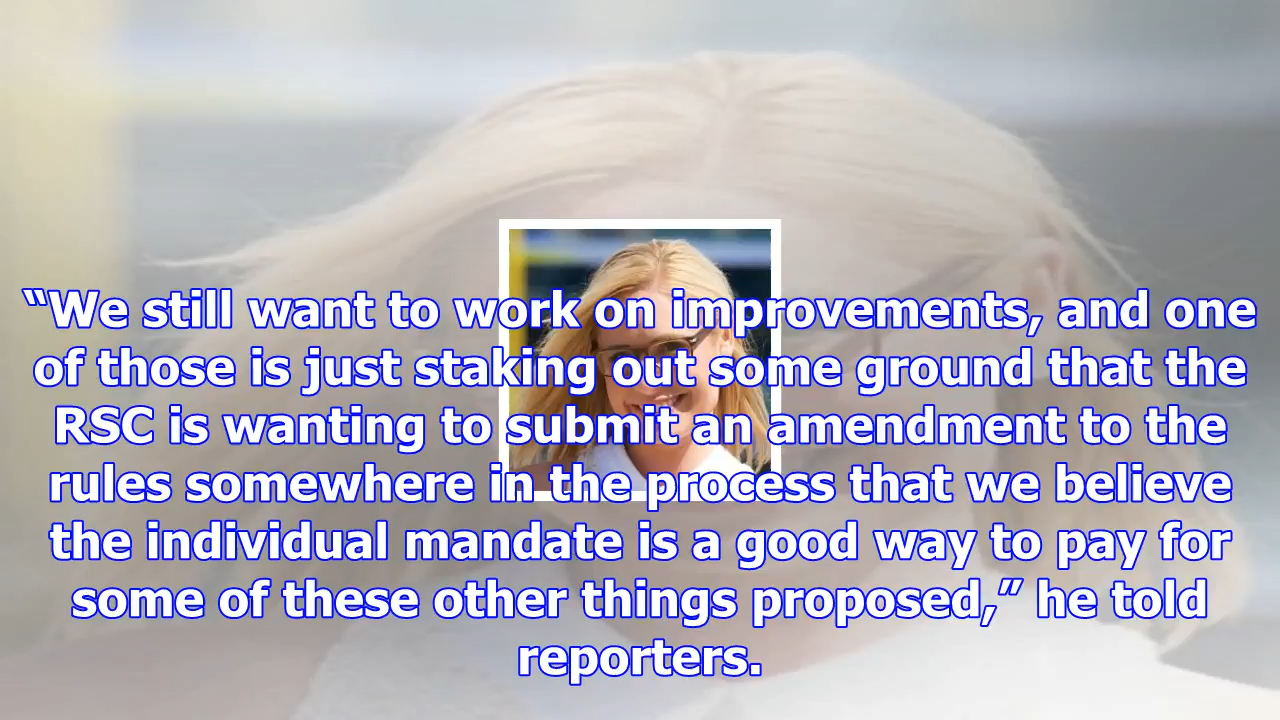 “We still want to work on improvements, and one
of those is just staking out some ground that the
RSC is wanting to submit an amendment to the
rules somewhere in the process that we believe
the individual mandate is a good way to pay for
some of these other things proposed,” he told
reporters.